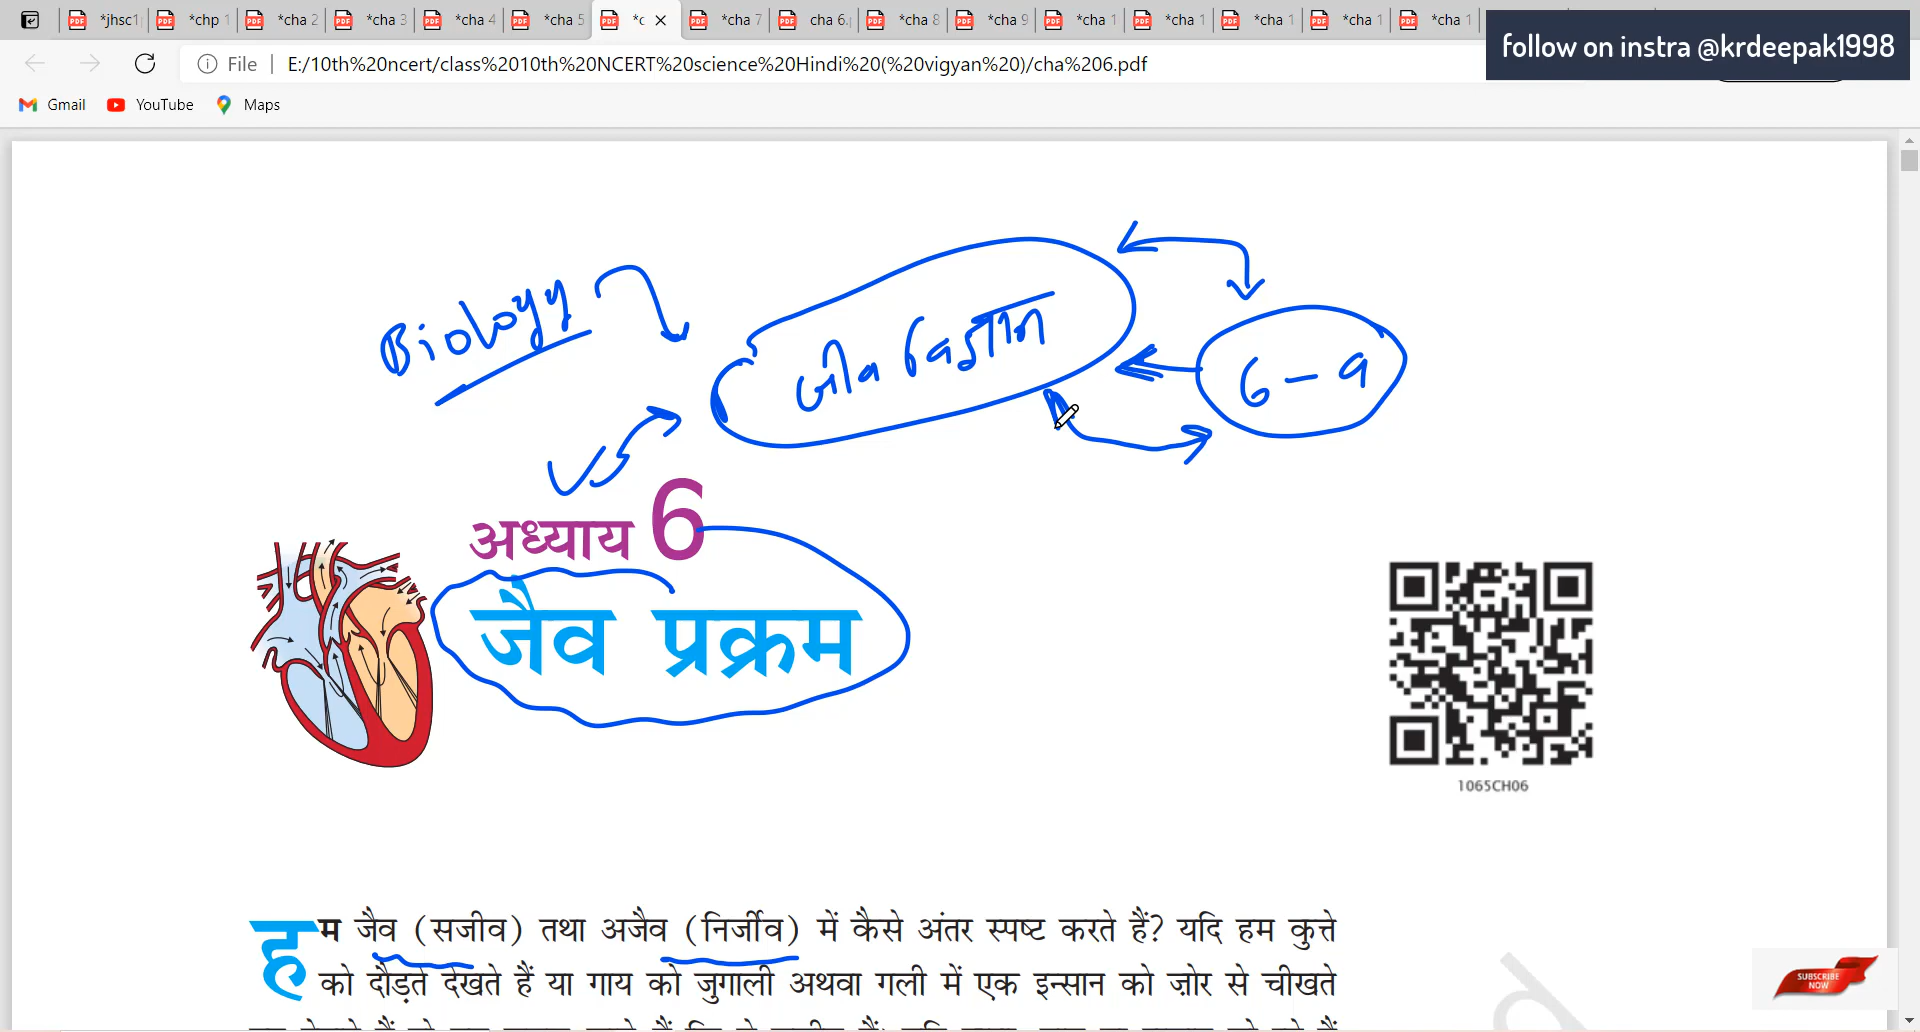 *jhsc1 *chp 1 *cha 2 *cha 3 *cha 4 *cha 5 *c *cha 7 cha 6. *cha 8 *cha 9 *cha 1 *cha 1 *cha 1 *cha 1 *cha 1
follow on instra @krdeepak1998
File E:/10th%20ncert/class%2010th%20NCERT%20science%20Hindi%20(%20vigyan%20)/cha%206.pdf
Gmail YouTube Maps
Biology
जीव विज्ञान
6 – 9
अध्याय 6
जैव प्रक्रम
1065CH06
हम जैव (सजीव) तथा अजैव (निर्जीव) में कैसे अंतर स्पष्ट करते हैं? यदि हम कुत्ते
को दौड़ते देखते हैं या गाय को जुगाली अथवा गली में एक इन्सान को ज़ोर से चीखते
SUBSCRIBE
NOW